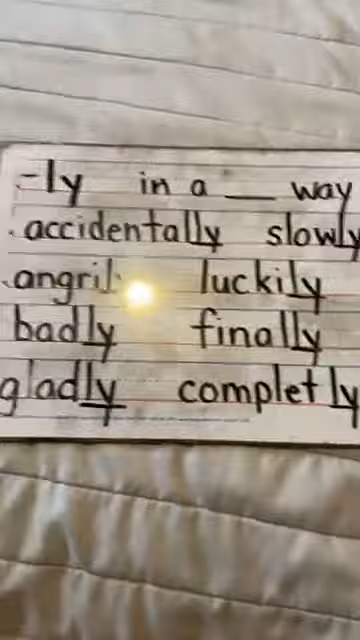 -ly in a ___ way
accidentally slowly
luckily
badly finally
gladly completly